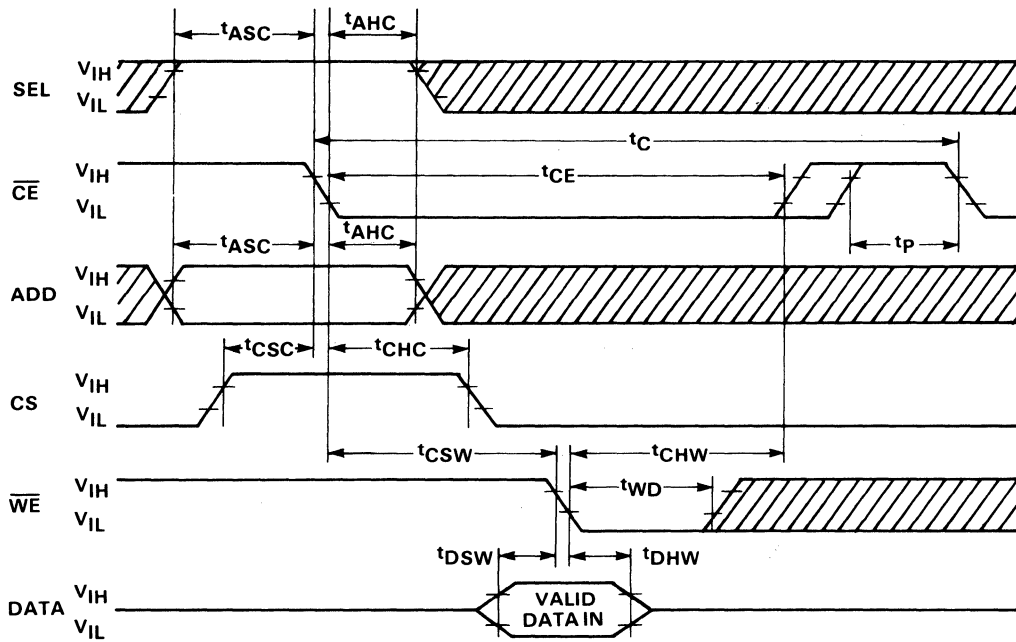 tASC tAHC
SEL VIH
VIL
tC
CE VIH
VIL
tCE
tASC tAHC
tP
ADD VIH
VIL
tCSC tCHC
CS VIH
VIL
tCSW tCHW
WE VIH
VIL
tWD
tDSW tDHW
DATA VIH
VIL
VALID
DATA IN